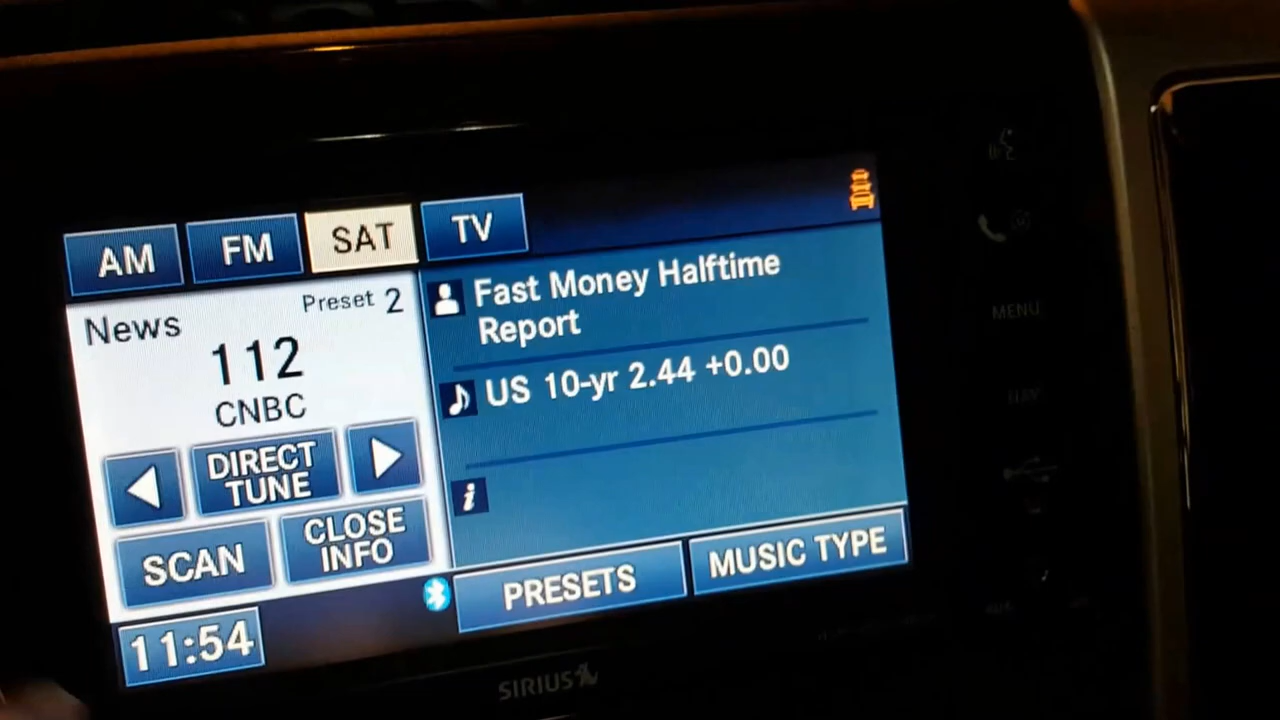 AM
FM
SAT
TV
News
Preset 2
112
CNBC
DIRECT
TUNE
SCAN
CLOSE
INFO
Fast Money Halftime
Report
US 10-yr 2.44 +0.00
i
PRESETS
MUSIC TYPE
11:54
SIRIUS
MENU
NAV